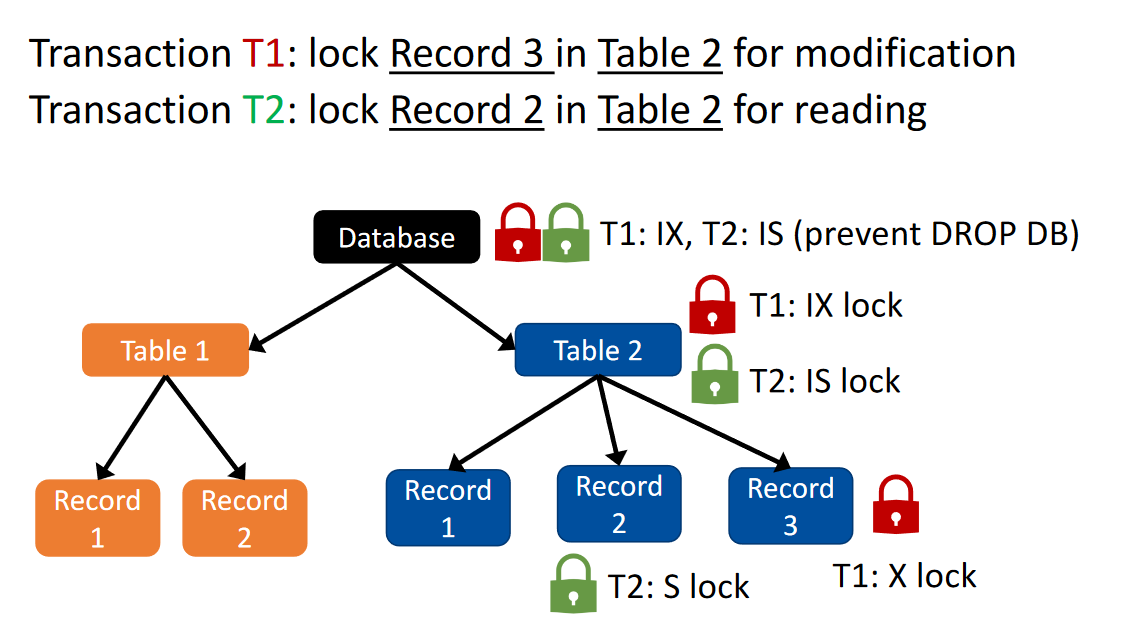 Transaction T1: lock Record 3 in Table 2 for modification
Transaction T2: lock Record 2 in Table 2 for reading
Database
T1: IX, T2: IS (prevent DROP DB)
T1: IX lock
Table 1
Table 2
T2: IS lock
Record
1
Record
2
Record
1
Record
2
Record
3
T2: S lock
T1: X lock